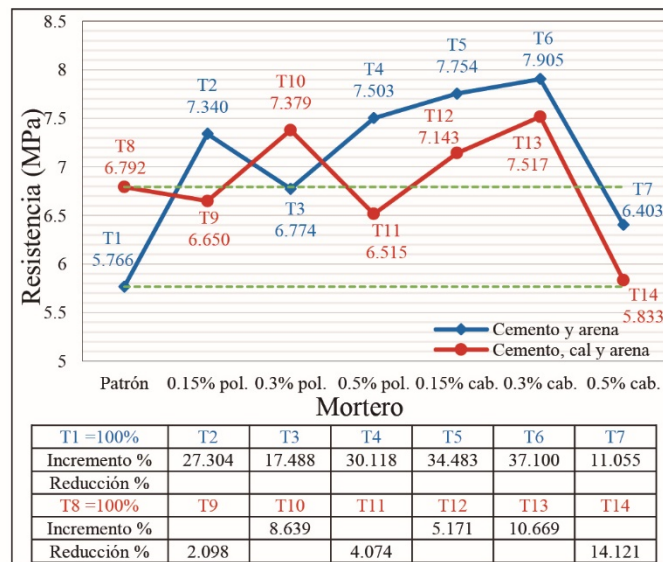 8.5
8
7.5
7
6.5
6
5.5
5
Resistencia (MPa)
T1
5.766
T2
7.340
T3
6.774
T4
7.503
T5
7.754
T6
7.905
T7
6.403
T8
6.792
T9
6.650
T10
7.379
T11
6.515
T12
7.143
T13
7.517
T14
5.833
Cemento y arena
Cemento, cal y arena
Patrón 0.15% pol. 0.3% pol. 0.5% pol. 0.15% cab. 0.3% cab. 0.5% cab.
Mortero
T1 =100% T2 T3 T4 T5 T6 T7
Incremento % 27.304 17.488 30.118 34.483 37.100 11.055
Reducción %
T8 =100% T9 T10 T11 T12 T13 T14
Incremento % 8.639 5.171 10.669
Reducción % 2.098 4.074 14.121